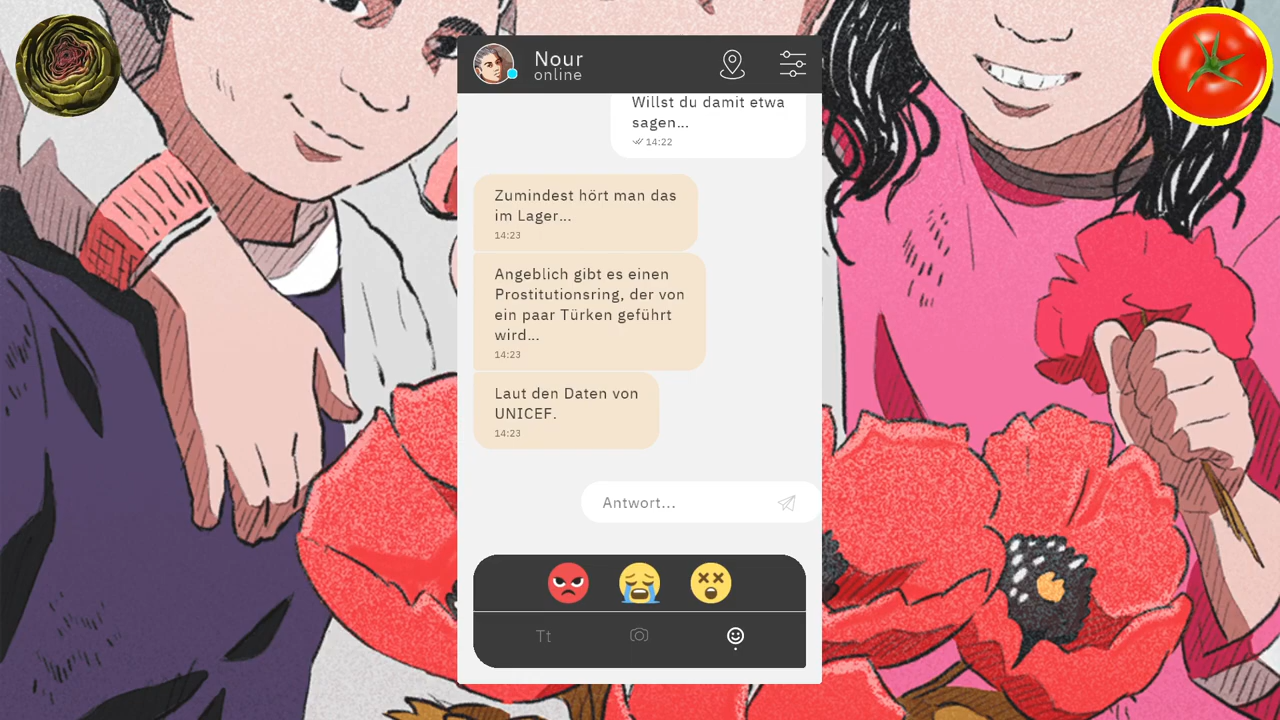 Nour
online
Willst du damit etwa
sagen...
14:22
Zumindest hört man das
im Lager...
14:23
Angeblich gibt es einen
Prostitutionsring, der von
ein paar Türken geführt
wird...
14:23
Laut den Daten von
UNICEF.
14:23
Antwort...
Tt